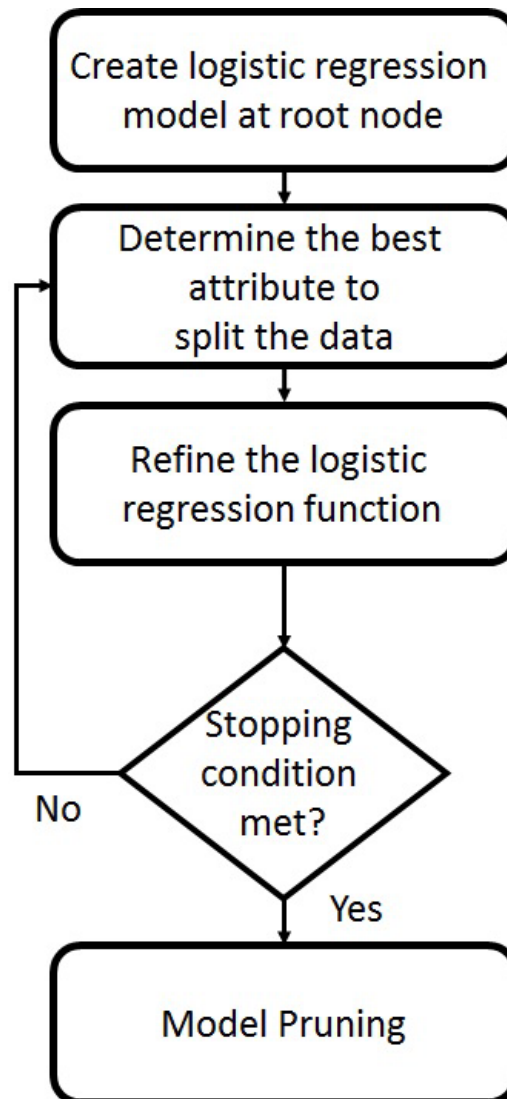 Create logistic regression
model at root node
Determine the best
attribute to
split the data
Refine the logistic
regression function
Stopping
condition
met?
No
Yes
Model Pruning